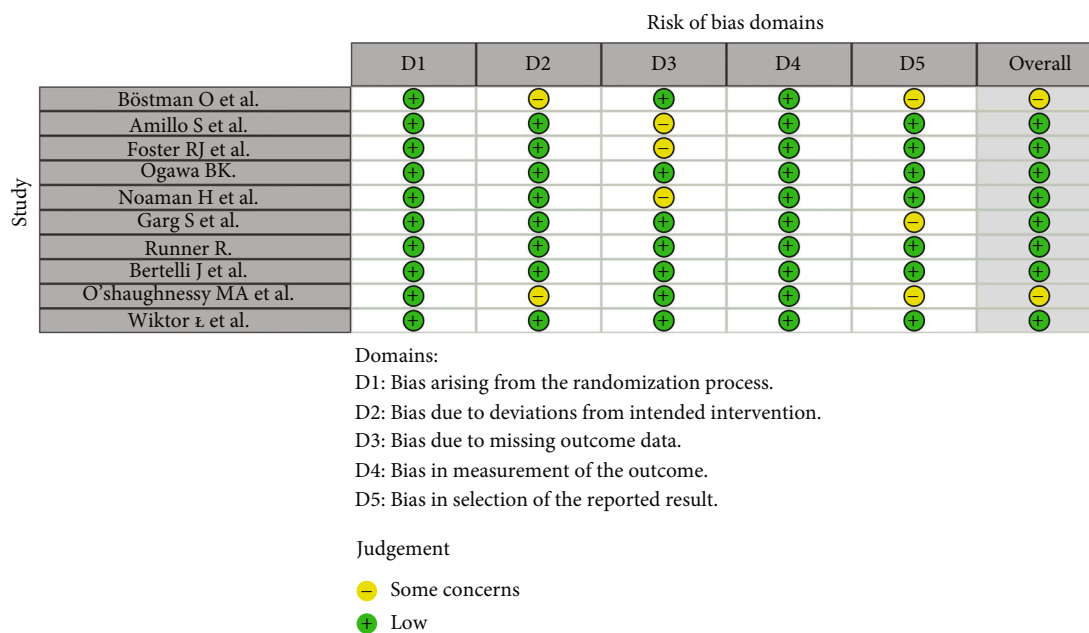 Risk of bias domains
D1 D2 D3 D4 D5 Overall
Study
Böstman O et al. + − + + − −
Amillo S et al. + + − + + +
Foster RJ et al. + + − + + +
Ogawa BK. + + + + + +
Noaman H et al. + + − + + +
Garg S et al. + + + + − +
Runner R. + + + + + +
Bertelli J et al. + + + + + +
O'shaughnessy MA et al. + − + + − −
Wiktor ł et al. + + + + + +
Domains:
D1: Bias arising from the randomization process.
D2: Bias due to deviations from intended intervention.
D3: Bias due to missing outcome data.
D4: Bias in measurement of the outcome.
D5: Bias in selection of the reported result.
Judgement
− Some concerns
+ Low